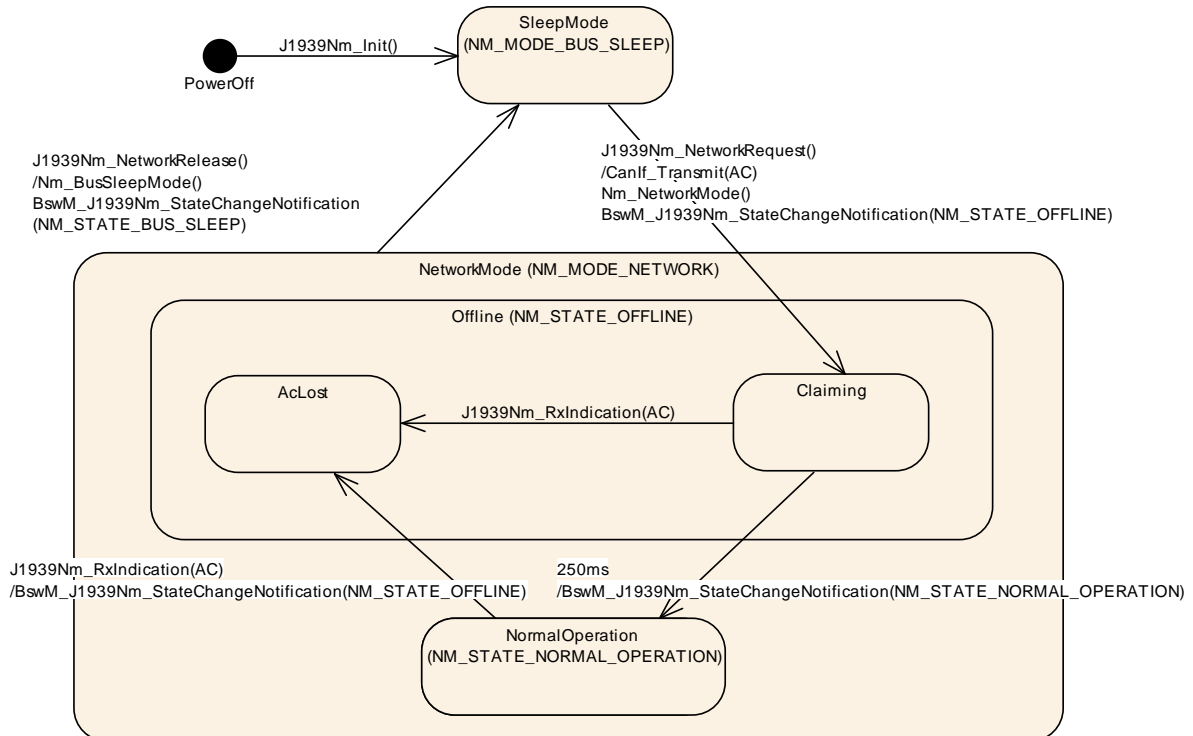 SleepMode
(NM_MODE_BUS_SLEEP)
J1939Nm_Init()
PowerOff
J1939Nm_NetworkRelease()
/Nm_BusSleepMode()
BswM_J1939Nm_StateChangeNotification
(NM_STATE_BUS_SLEEP)
J1939Nm_NetworkRequest()
/CanIf_Transmit(AC)
Nm_NetworkMode()
BswM_J1939Nm_StateChangeNotification(NM_STATE_OFFLINE)
NetworkMode (NM_MODE_NETWORK)
Offline (NM_STATE_OFFLINE)
AcLost
Claiming
J1939Nm_RxIndication(AC)
J1939Nm_RxIndication(AC)
/BswM_J1939Nm_StateChangeNotification(NM_STATE_OFFLINE)
250ms
/BswM_J1939Nm_StateChangeNotification(NM_STATE_NORMAL_OPERATION)
NormalOperation
(NM_STATE_NORMAL_OPERATION)